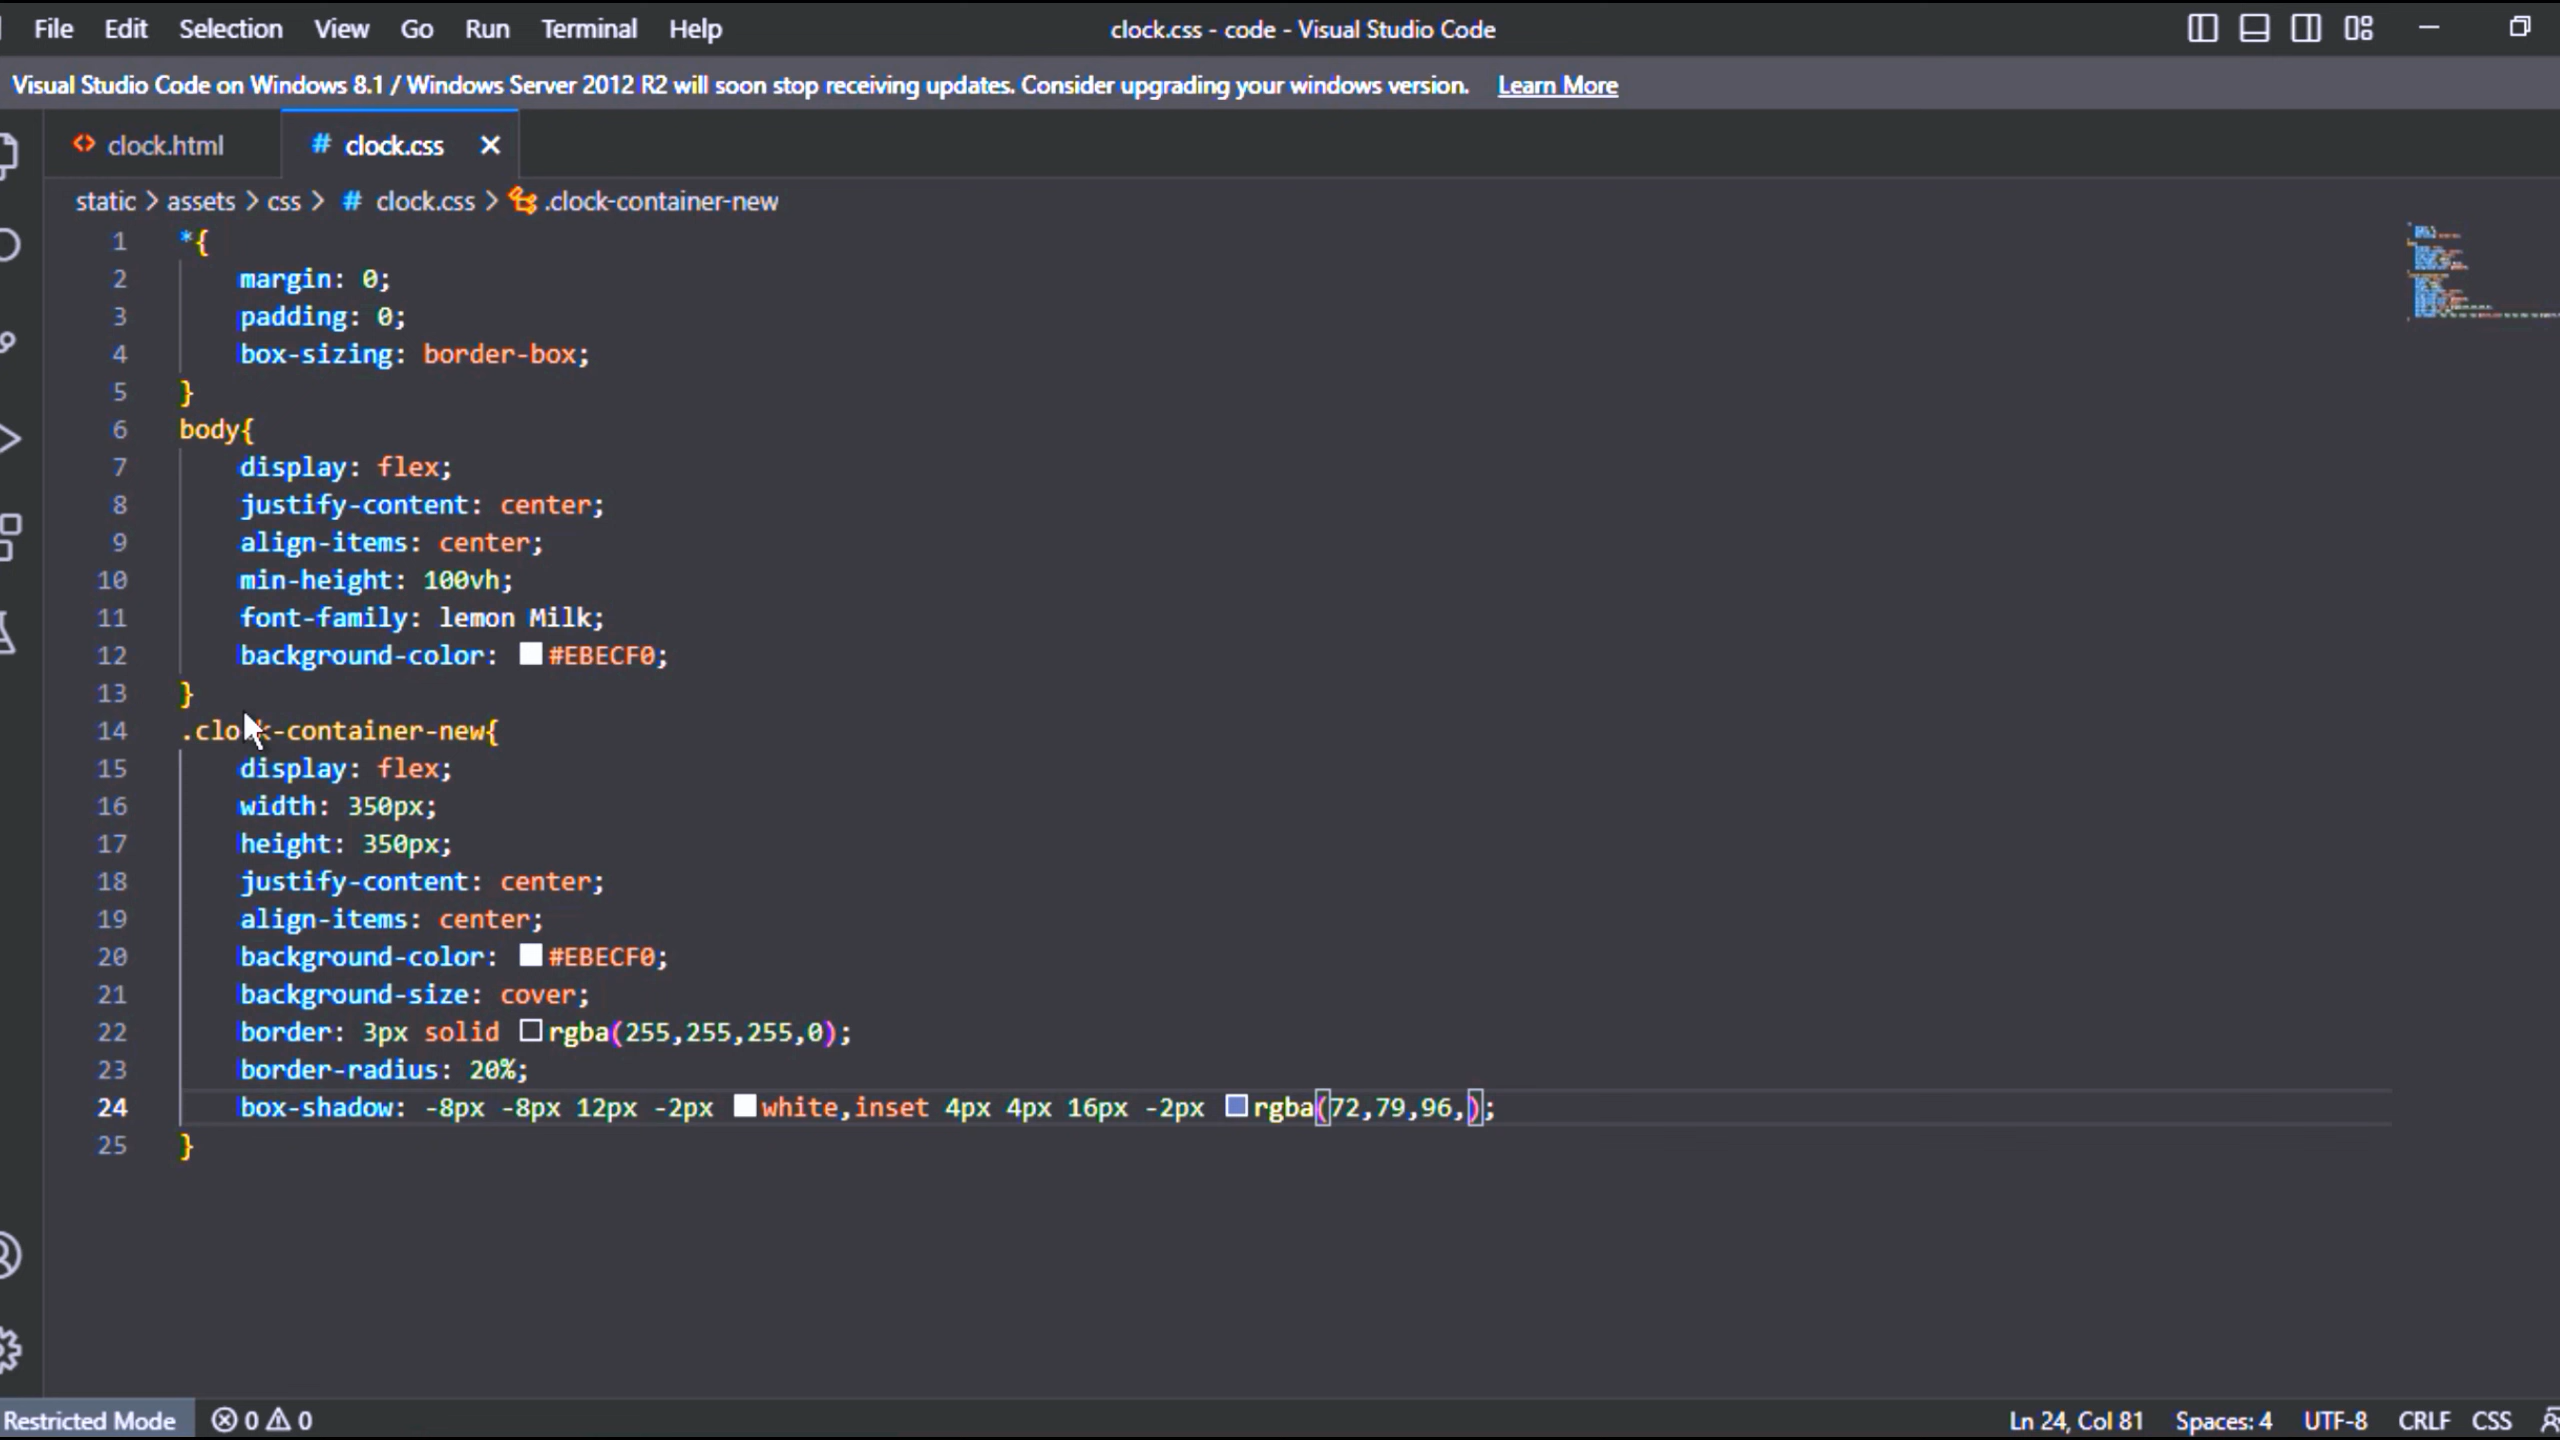 File Edit Selection View Go Run Terminal Help clock.css - code - Visual Studio Code
Visual Studio Code on Windows 8.1 / Windows Server 2012 R2 will soon stop receiving updates. Consider upgrading your windows version. Learn More
<> clock.html # clock.css ×
static > assets > css > # clock.css > .clock-container-new
1 *{
2 margin: 0;
3 padding: 0;
4 box-sizing: border-box;
5 }
6 body{
7 display: flex;
8 justify-content: center;
9 align-items: center;
10 min-height: 100vh;
11 font-family: lemon Milk;
12 background-color: #EBECF0;
13 }
14 .clock-container-new{
15 display: flex;
16 width: 350px;
17 height: 350px;
18 justify-content: center;
19 align-items: center;
20 background-color: #EBECF0;
21 background-size: cover;
22 border: 3px solid rgba(255,255,255,0);
23 border-radius: 20%;
24 box-shadow: -8px -8px 12px -2px white,inset 4px 4px 16px -2px rgba(72,79,96,);
25 }
Restricted Mode 0 0 Ln 24, Col 81 Spaces: 4 UTF-8 CRLF CSS